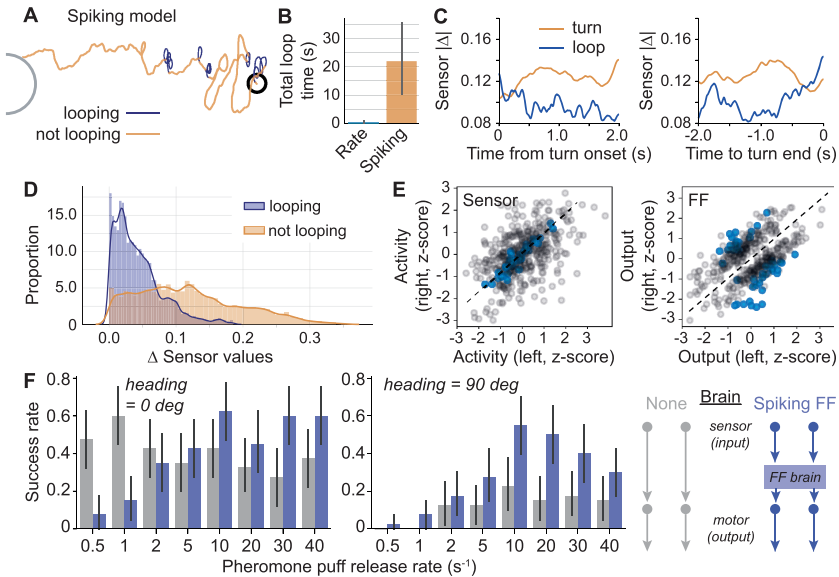 A
Spiking model
looping
not looping
B
Total loop
time (s)
30
20
10
0
Rate
Spiking
C
Sensor |Δ|
0.16
0.12
0.08
0
1.0
2.0
Time from turn onset (s)
turn
loop
Sensor |Δ|
0.16
0.12
0.08
-2.0
-1.0
0
Time to turn end (s)
D
Proportion
15.0
10.0
5.0
0
0.0
0.1
0.2
0.3
Δ Sensor values
looping
not looping
E
Sensor
Activity
(right, z-score)
3
2
1
0
-1
-2
-3
-3 -2 -1 0 1 2 3
Activity (left, z-score)
FF
Output
(right, z-score)
3
2
1
0
-1
-2
-3
-3 -2 -1 0 1 2 3
Output (left, z-score)
F
Success rate
0.8
0.6
0.4
0.2
0
heading
= 0 deg
0.5 1 2 5 10 20 30 40
0.8
0.6
0.4
0.2
0
heading = 90 deg
0.5 1 2 5 10 20 30 40
Pheromone puff release rate (s⁻¹)
None Brain Spiking FF
sensor
(input)
FF brain
motor
(output)